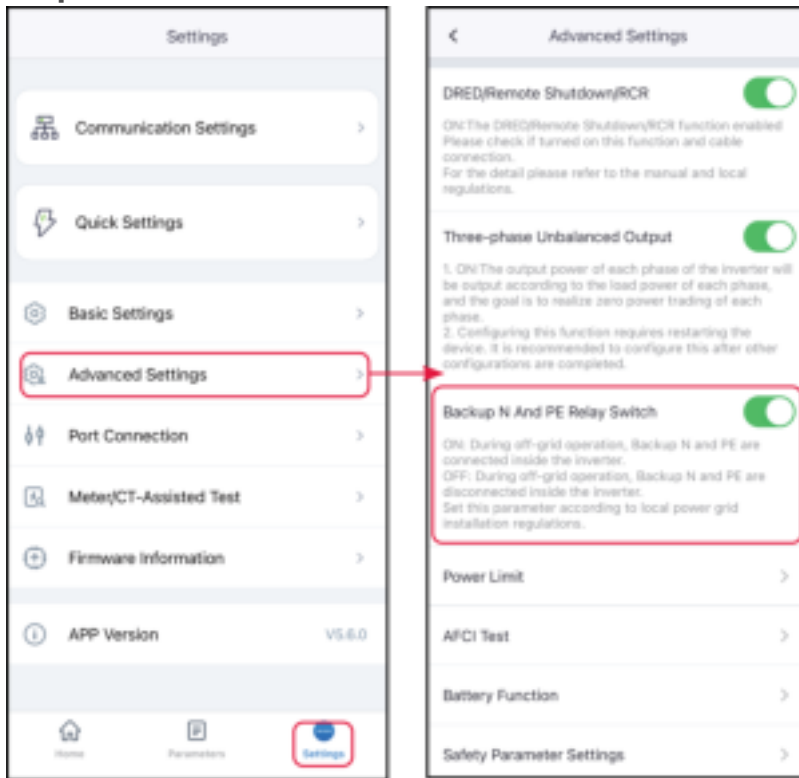 Settings
Communication Settings
Quick Settings
Basic Settings
Advanced Settings
Port Connection
Meter/CT-Assisted Test
Firmware Information
APP Version V5.6.0
Home Parameters Settings
Advanced Settings
DRED/Remote Shutdown/RCR
ON:The DRED/Remote Shutdown/RCR function enabled
Please check if turned on this function and cable
connection.
For the detail please refer to the manual and local
regulations.
Three-phase Unbalanced Output
1. ON:The output power of each phase of the inverter will
be output according to the load power of each phase,
and the goal is to realize zero power trading of each
phase.
2. Configuring this function requires restarting the
device. It is recommended to configure this after other
configurations are completed.
Backup N And PE Relay Switch
ON: During off-grid operation, Backup N and PE are
connected inside the inverter.
OFF: During off-grid operation, Backup N and PE are
disconnected inside the inverter.
Set this parameter according to local power grid
installation regulations.
Power Limit
AFCI Test
Battery Function
Safety Parameter Settings